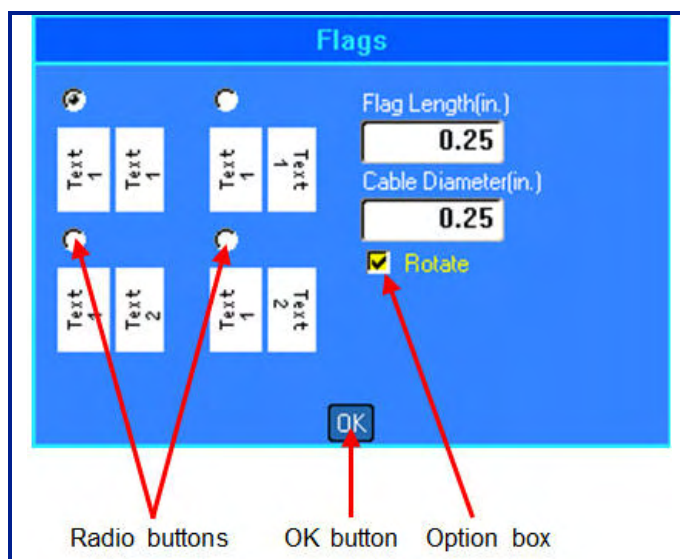 Flags
Flag Length(in.)
0.25
Cable Diameter(in.)
0.25
Rotate
Text
1
Text
1
Text
1
Text
1
Text
1
Text
2
Text
1
Text
2
OK
Radio buttons OK button Option box